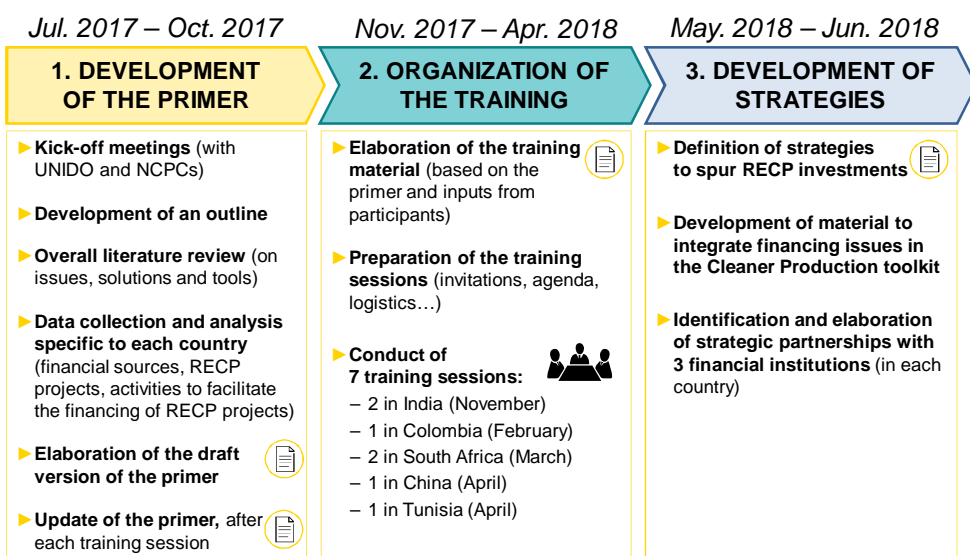 Jul. 2017 – Oct. 2017
1. DEVELOPMENT
OF THE PRIMER
►Kick-off meetings (with
UNIDO and NCPCs)
►Development of an outline
►Overall literature review (on
issues, solutions and tools)
►Data collection and analysis
specific to each country
(financial sources, RECP
projects, activities to facilitate
the financing of RECP projects)
►Elaboration of the draft
version of the primer
►Update of the primer, after
each training session
Nov. 2017 – Apr. 2018
2. ORGANIZATION OF
THE TRAINING
►Elaboration of the training
material (based on the
primer and inputs from
participants)
►Preparation of the training
sessions (invitations, agenda,
logistics…)
►Conduct of
7 training sessions:
– 2 in India (November)
– 1 in Colombia (February)
– 2 in South Africa (March)
– 1 in China (April)
– 1 in Tunisia (April)
May. 2018 – Jun. 2018
3. DEVELOPMENT OF
STRATEGIES
►Definition of strategies
to spur RECP investments
►Development of material to
integrate financing issues in
the Cleaner Production toolkit
►Identification and elaboration
of strategic partnerships with
3 financial institutions (in each
country)